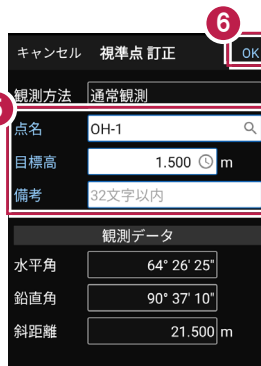 6
キャンセル 視準点 訂正 OK
観測方法 通常観測
点名 OH-1
目標高 1.500 m
備考 32文字以内
観測データ
水平角 64° 26' 25"
鉛直角 90° 37' 10"
斜距離 21.500 m